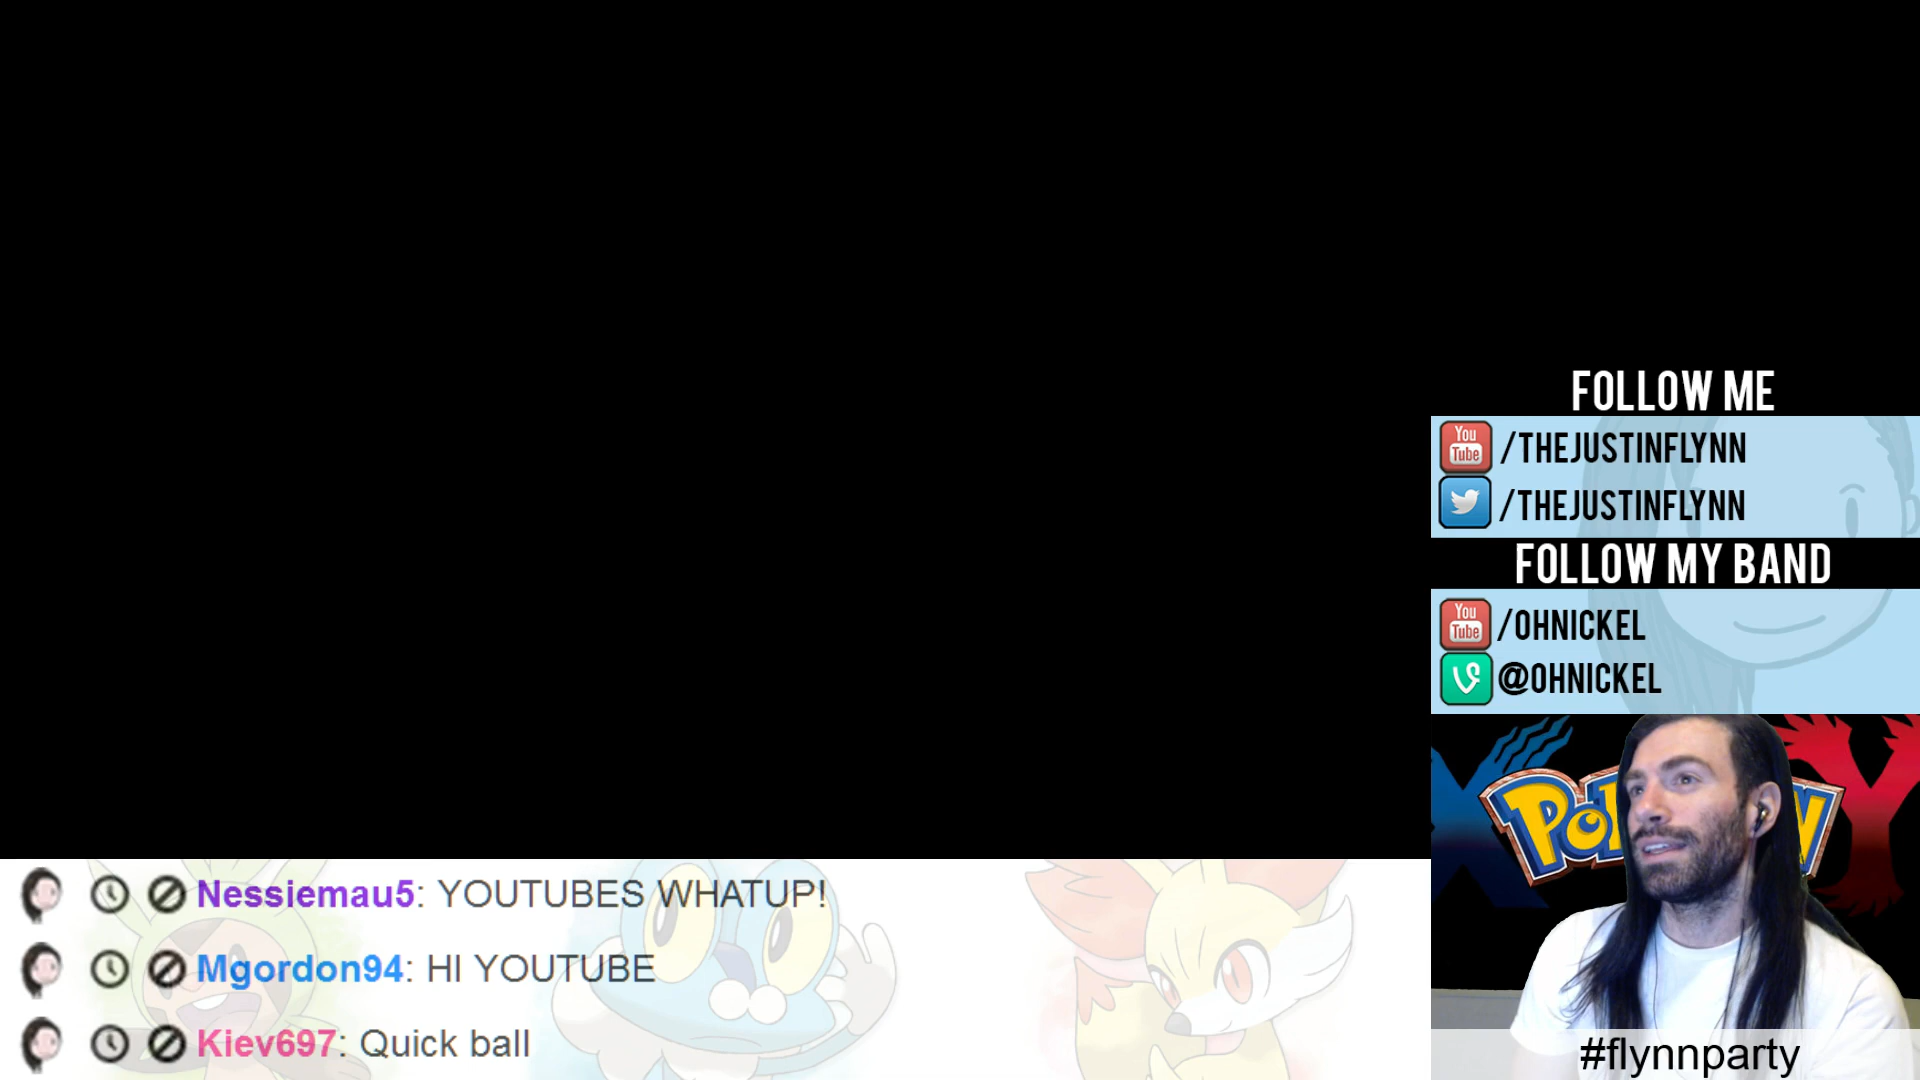 FOLLOW ME
You Tube /THEJUSTINFLYNN
/THEJUSTINFLYNN
FOLLOW MY BAND
You Tube /OHNICKEL
@OHNICKEL
Nessiemau5: YOUTUBES WHATUP!
Mgordon94: HI YOUTUBE
Kiev697: Quick ball
#flynnparty